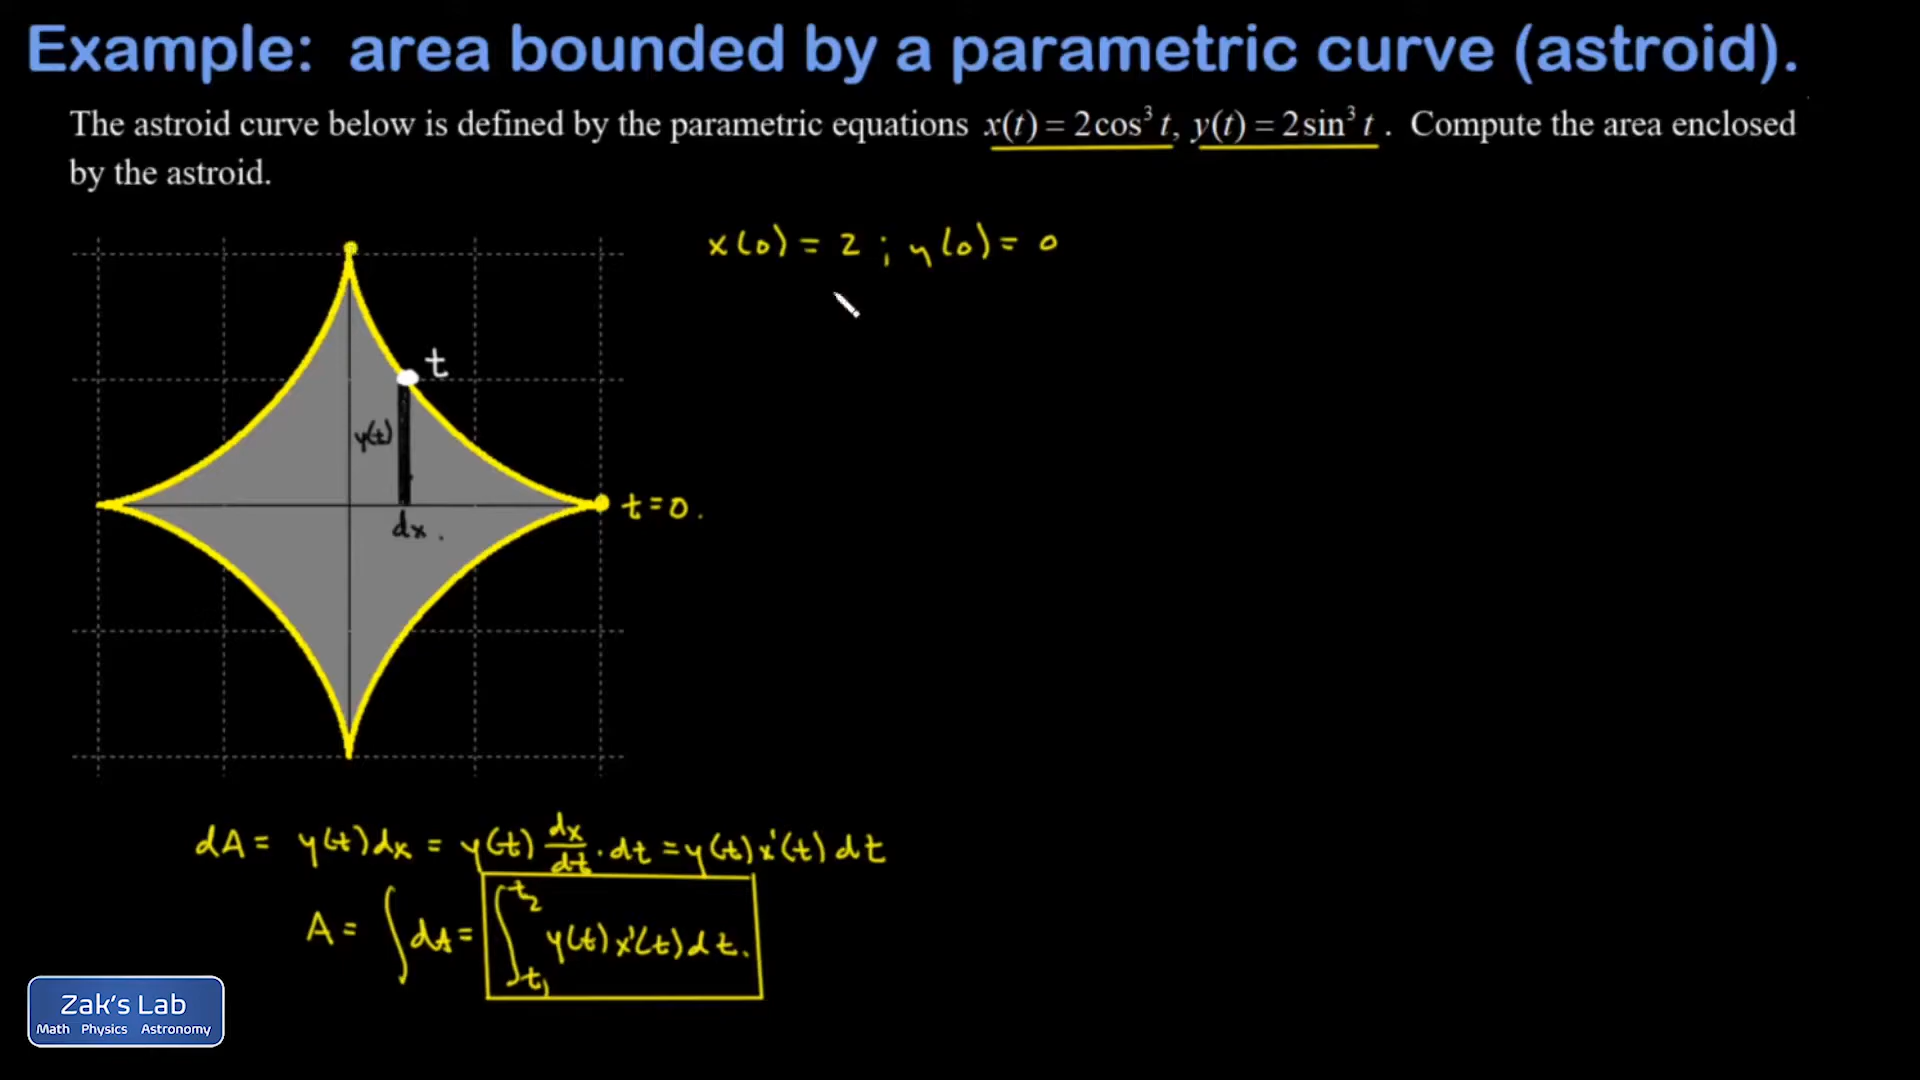 Example: area bounded by a parametric curve (astroid).
The astroid curve below is defined by the parametric equations x(t) = 2cos³ t, y(t) = 2sin³ t. Compute the area enclosed
by the astroid.
x(0) = 2 ; y(0) = 0
t
y(t)
t=0.
dx.
dA = y(t)dx = y(t) dx/dt · dt = y(t)x'(t)dt
A = ∫dA = ∫_{t₁}^{t₂} y(t)x'(t)dt.
Zak's Lab
Math Physics Astronomy